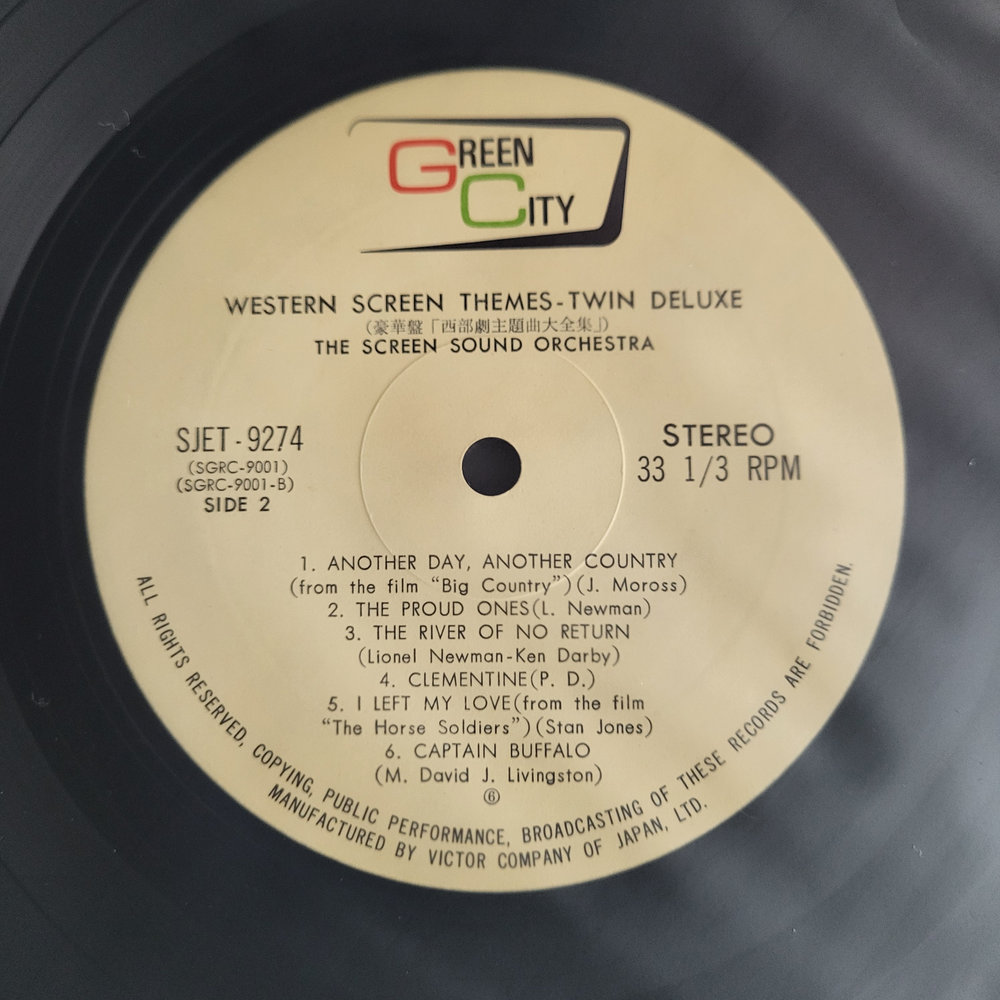 GREEN
CITY
WESTERN SCREEN THEMES-TWIN DELUXE
(豪華盤「西部劇主題曲大全集」)
THE SCREEN SOUND ORCHESTRA
SJET-9274
(SGRC-9001)
(SGRC-9001-B)
SIDE 2
STEREO
33 1/3 RPM
1. ANOTHER DAY, ANOTHER COUNTRY
(from the film “Big Country”)(J. Moross)
2. THE PROUD ONES(L. Newman)
3. THE RIVER OF NO RETURN
(Lionel Newman-Ken Darby)
4. CLEMENTINE(P. D.)
5. I LEFT MY LOVE(from the film
“The Horse Soldiers”)(Stan Jones)
6. CAPTAIN BUFFALO
(M. David J. Livingston)
⑥
ALL RIGHTS RESERVED, COPYING, PUBLIC PERFORMANCE, BROADCASTING OF THESE RECORDS ARE FORBIDDEN.
MANUFACTURED BY VICTOR COMPANY OF JAPAN, LTD.